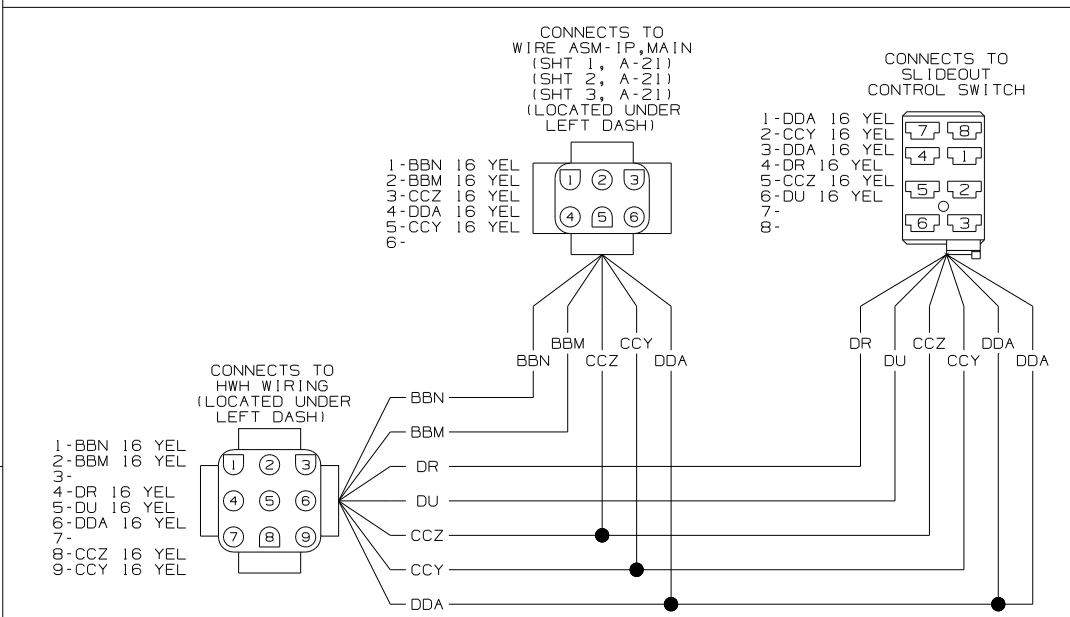 CONNECTS TO
WIRE ASM-IP,MAIN
(SHT 1, A-21)
(SHT 2, A-21)
(SHT 3, A-21)
(LOCATED UNDER
LEFT DASH)
1-BBN 16 YEL
2-BBM 16 YEL
3-CCZ 16 YEL
4-DDA 16 YEL
5-CCY 16 YEL
6-
1 2 3
4 5 6
CONNECTS TO
SLIDEOUT
CONTROL SWITCH
1-DDA 16 YEL
2-CCY 16 YEL
3-DDA 16 YEL
4-DR 16 YEL
5-CCZ 16 YEL
6-DU 16 YEL
7-
8-
7 8
4 1
5 2
6 3
BBN
BBM
CCZ
CCY
DDA
DR
DU
CCZ
CCY
DDA
DDA
CONNECTS TO
HWH WIRING
(LOCATED UNDER
LEFT DASH)
1-BBN 16 YEL
2-BBM 16 YEL
3-
4-DR 16 YEL
5-DU 16 YEL
6-DDA 16 YEL
7-
8-CCZ 16 YEL
9-CCY 16 YEL
1 2 3
4 5 6
7 8 9
BBN
BBM
DR
DU
CCZ
CCY
DDA